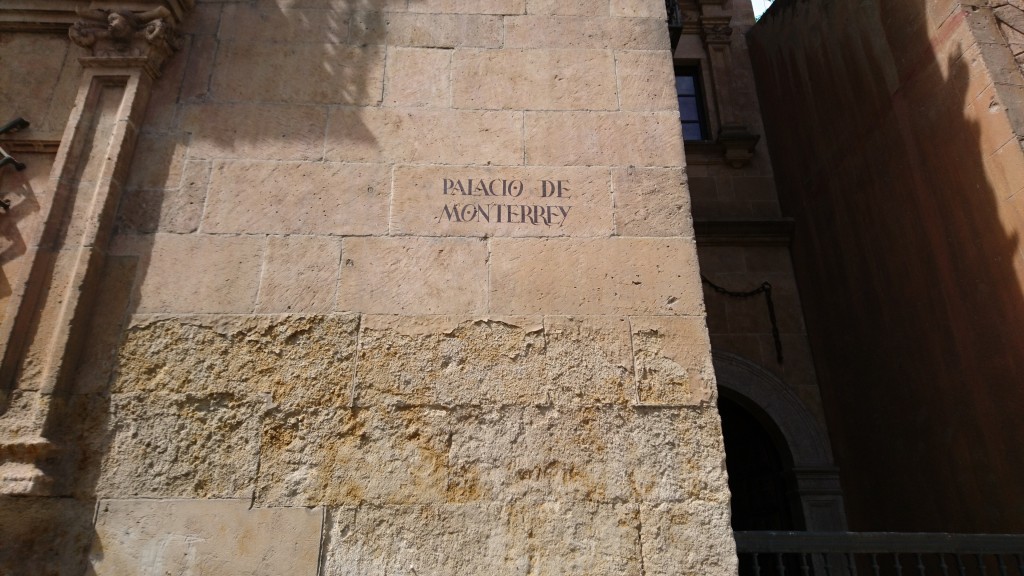 PALACIO DE
MONTERREY